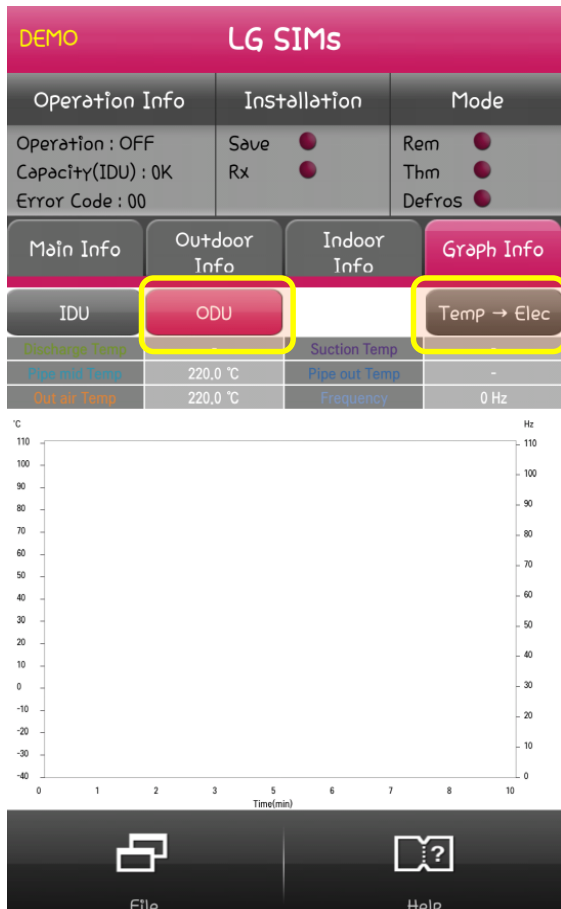 DEMO LG SIMs
Operation Info Installation Mode
Operation : OFF Save Rem
Capacity(IDU) : 0K Rx Thm
Error Code : 00 Defros
Main Info Outdoor Info Indoor Info Graph Info
IDU ODU Temp → Elec
Discharge Temp - Suction Temp -
Pipe mid Temp 220.0 ℃ Pipe out Temp -
Out air Temp 220.0 ℃ Frequency 0 Hz
℃ Hz
110 110
100 100
90 90
80 80
70 70
60 60
50 50
40 40
30 30
20 20
10 10
0 0
-10
-20
-30
-40
0 1 2 3 5 6 7 8 10
Time(min)
File Help